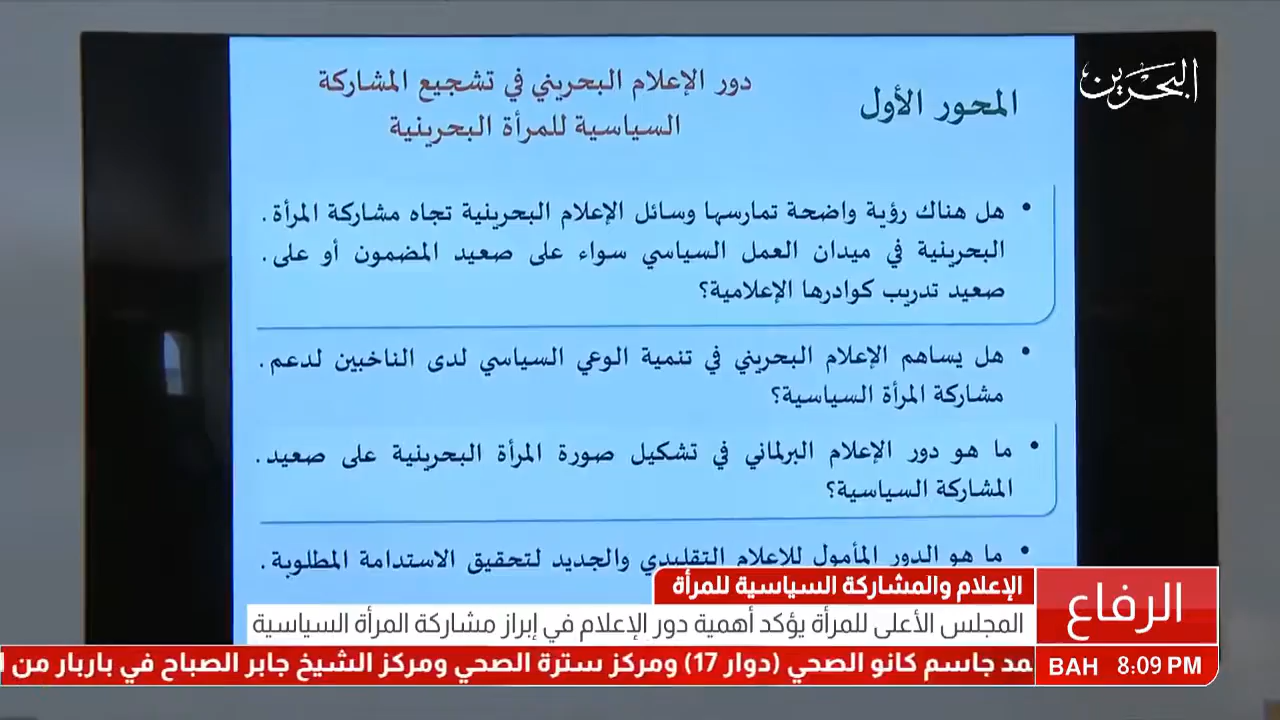 البحرين
المحور الأول
دور الإعلام البحريني في تشجيع المشاركة
السياسية للمرأة البحرينية
• هل هناك رؤية واضحة تمارسها وسائل الإعلام البحرينية تجاه مشاركة المرأة .
البحرينية في ميدان العمل السياسي سواء على صعيد المضمون أو على .
صعيد تدريب كوادرها الإعلامية؟
• هل يساهم الإعلام البحريني في تنمية الوعي السياسي لدى الناخبين لدعم .
مشاركة المرأة السياسية؟
• ما هو دور الإعلام البرلماني في تشكيل صورة المرأة البحرينية على صعيد .
المشاركة السياسية؟
• ما هو الدور المأمول للإعلام التقليدي والجديد لتحقيق الاستدامة المطلوبة .
الإعلام والمشاركة السياسية للمرأة
الرفاع
المجلس الأعلى للمرأة يؤكد أهمية دور الإعلام في إبراز مشاركة المرأة السياسية
BAH 8:09 PM
مد جاسم كانو الصحي (دوار 17) ومركز سترة الصحي ومركز الشيخ جابر الصباح في باربار من ا